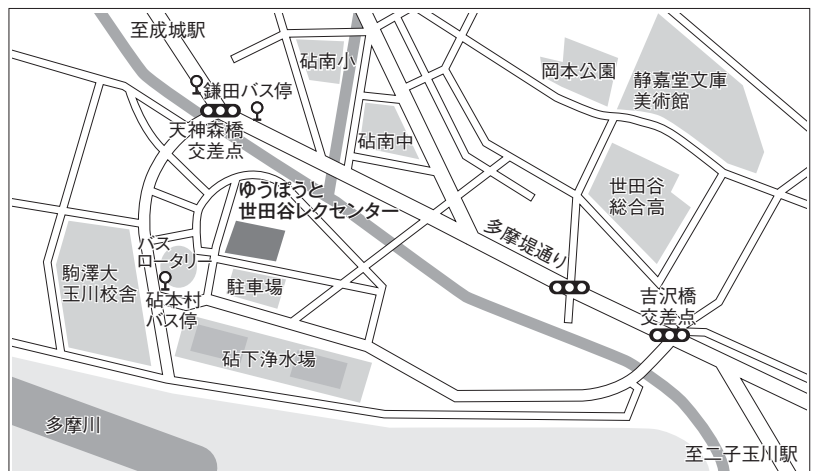 至成城駅
砧南小
鎌田バス停
岡本公園
静嘉堂文庫
美術館
天神森橋
交差点
砧南中
ゆうぽうと
世田谷レクセンター
世田谷
総合高
多摩堤通り
バス
ロータリー
駒澤大
玉川校舎
駐車場
砧本村
バス停
吉沢橋
交差点
砧下浄水場
多摩川
至二子玉川駅